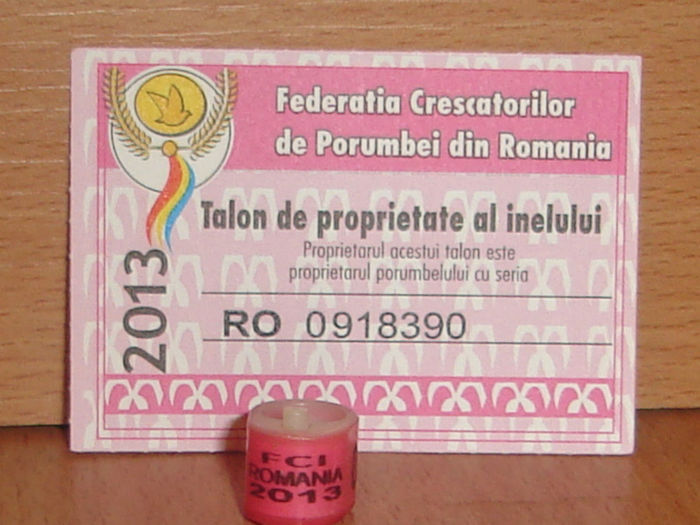 Federatia Crescatorilor
de Porumbei din Romania
Talon de proprietate al inelului
Proprietarul acestui talon este
proprietarul porumbelului cu seria
2013
RO 0918390
FCI
ROMANIA
2013